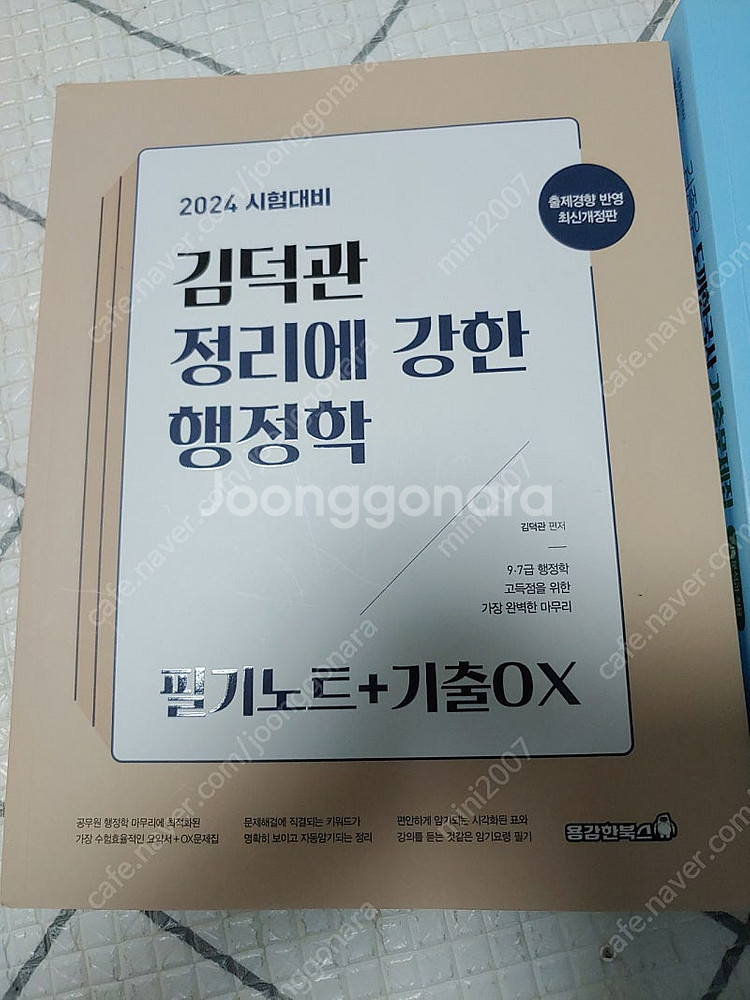 2024 시험대비
출제경향 반영
최신개정판
김덕관
정리에 강한
행정학
김덕관 편저
9·7급 행정학
고득점을 위한
가장 완벽한 마무리
필기노트+기출OX
공무원 행정학 마무리에 최적화된
가장 수험효율적인 요약서+OX문제집
문제해결에 직결되는 키워드가
명확히 보이고 자동암기되는 정리
편안하게 암기되는 시각화된 표와
강의를 듣는 것같은 암기요령 필기
용감한북스
Joonggonara
cafe.naver.com/joonggonara
mini2007